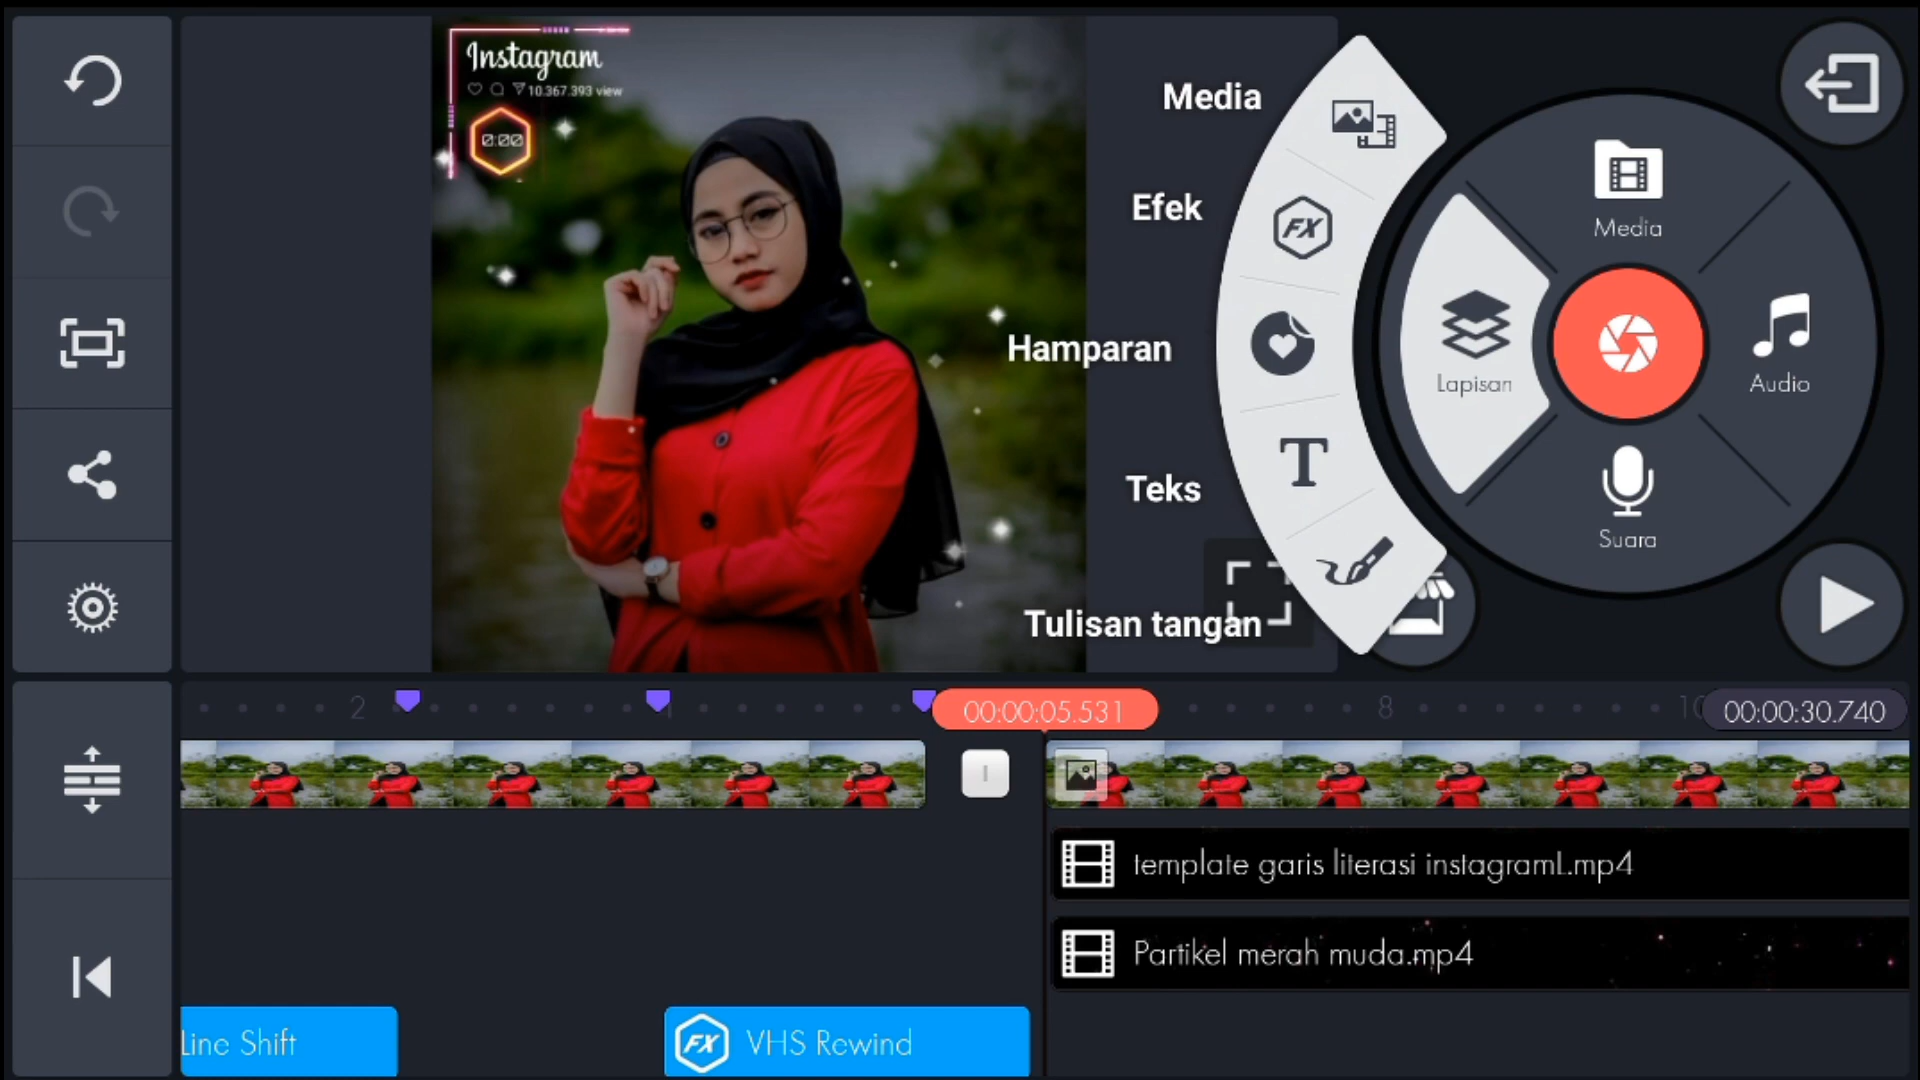 Instagram
10.367.393 view
0:00
Media
Efek
Hamparan
Teks
Tulisan tangan
Media
Lapisan
Audio
Suara
2
00:00:05.531
8
10
00:00:30.740
template garis literasi instagramL.mp4
Partikel merah muda.mp4
Line Shift
FX VHS Rewind